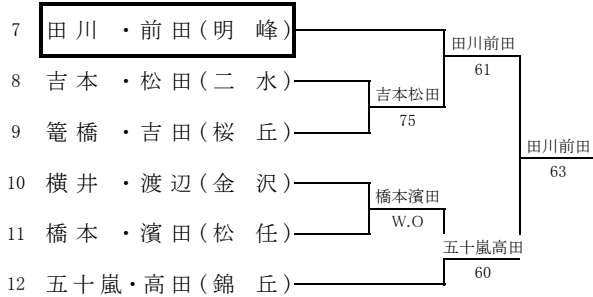 7 田川・前田(明 峰)
田川前田
61
8 吉本・松田(二 水)
吉本松田
75
9 篭橋・吉田(桜 丘)
田川前田
63
10 横井・渡辺(金 沢)
橋本濱田
W.O
11 橋本・濱田(松 任)
五十嵐高田
60
12 五十嵐・高田(錦 丘)